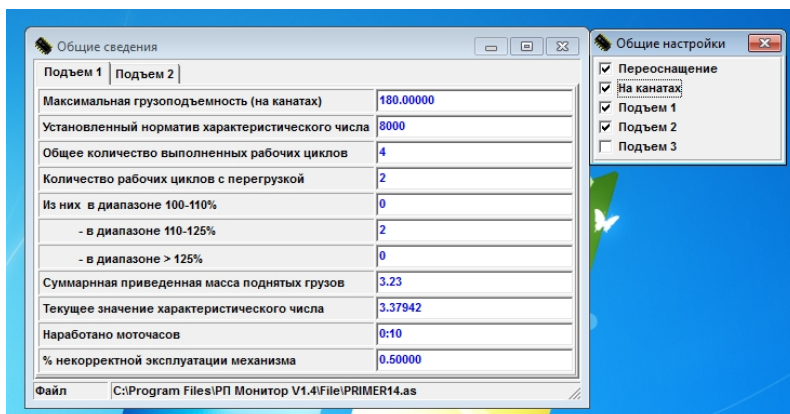 Общие сведения
Подъем 1 Подъем 2
Максимальная грузоподъемность (на канатах) 180.00000
Установленный норматив характеристического числа 8000
Общее количество выполненных рабочих циклов 4
Количество рабочих циклов с перегрузкой 2
Из них в диапазоне 100-110% 0
- в диапазоне 110-125% 2
- в диапазоне > 125% 0
Суммарнная приведенная масса поднятых грузов 3.23
Текущее значение характеристического числа 3.37942
Наработано моточасов 0:10
% некорректной эксплуатации механизма 0.50000
Файл C:\Program Files\РП Монитор V1.4\File\PRIMER14.as
Общие настройки
Переоснащение
На канатах
Подъем 1
Подъем 2
Подъем 3